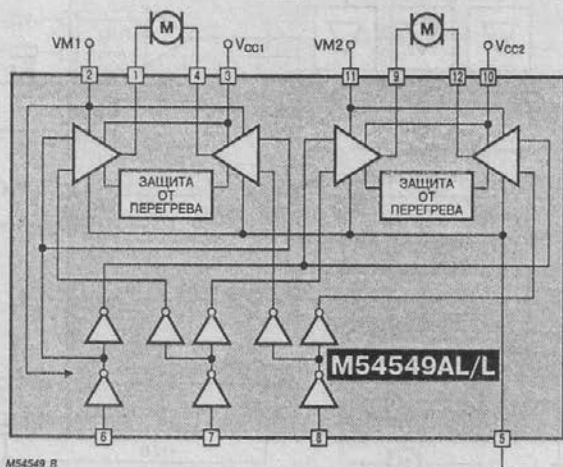 M M
VM1 VCC1 VM2 VCC2
2 1 4 3 11 9 12 10
ЗАЩИТА
ОТ
ПЕРЕГРЕВА
ЗАЩИТА
ОТ
ПЕРЕГРЕВА
M54549AL/L
6 7 8 5
M54549_B